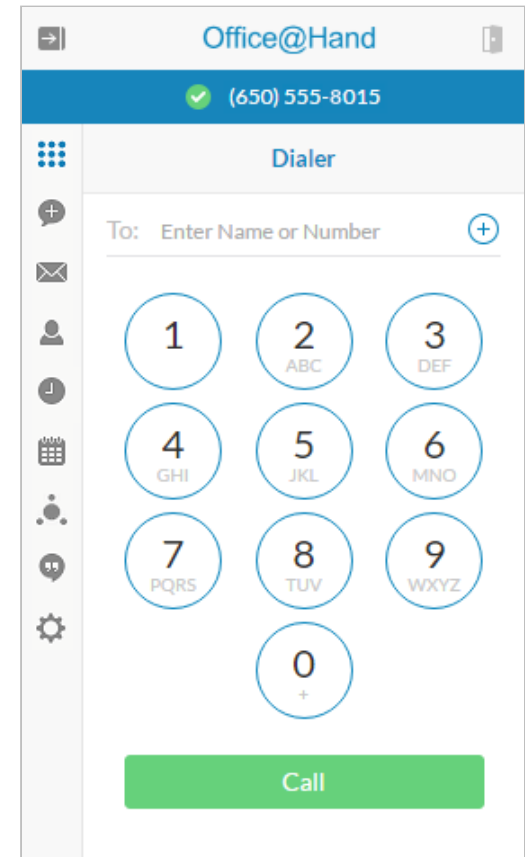 Office@Hand
(650) 555-8015
Dialer
To: Enter Name or Number
1 2 3
ABC DEF
4 5 6
GHI JKL MNO
7 8 9
PQRS TUV WXYZ
0
+
Call